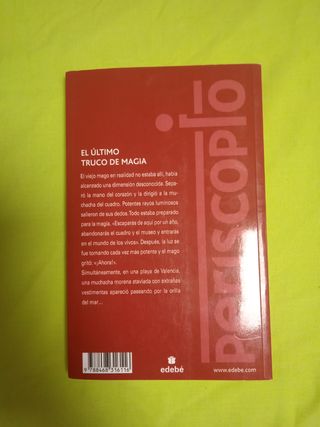 periscopio
EL ÚLTIMO
TRUCO DE MAGIA
El viejo mago en realidad no estaba allí, había
alcanzado una dimensión desconocida. Sepa-
ró la mano del corazón y la dirigió a la mu-
chacha del cuadro. Potentes rayos luminosos
salieron de sus dedos. Todo estaba preparado
para la magia. «Escaparás de aquí por un año,
abandonarás el cuadro y el museo y entrarás
en el mundo de los vivos». Después, la luz se
fue tornando cada vez más potente y el mago
gritó: «¡Ahora!».
Simultáneamente, en una playa de Valencia,
una muchacha morena ataviada con extrañas
vestimentas apareció paseando por la orilla
del mar...
9 788468 316116
edebé
www.edebe.com